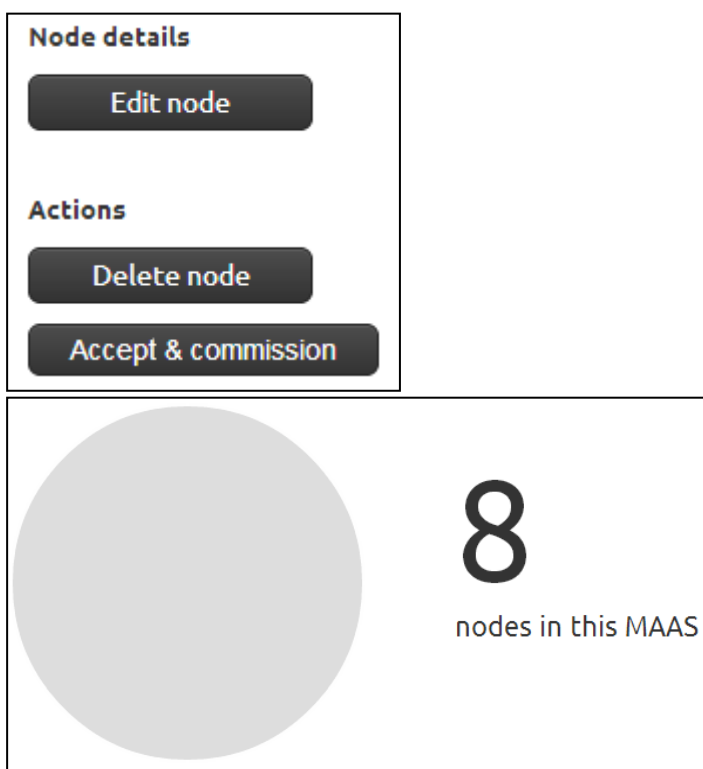 Node details
Edit node
Actions
Delete node
Accept & commission
8
nodes in this MAAS